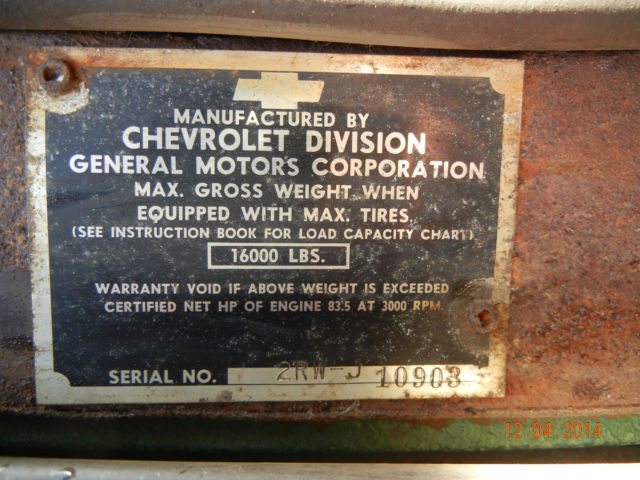 MANUFACTURED BY
CHEVROLET DIVISION
GENERAL MOTORS CORPORATION
MAX. GROSS WEIGHT WHEN
EQUIPPED WITH MAX. TIRES.
(SEE INSTRUCTION BOOK FOR LOAD CAPACITY CHART)
16000 LBS.
WARRANTY VOID IF ABOVE WEIGHT IS EXCEEDED
CERTIFIED NET HP OF ENGINE 83.5 AT 3000 RPM.
SERIAL NO. 2RW-J 10903
12.04.2014